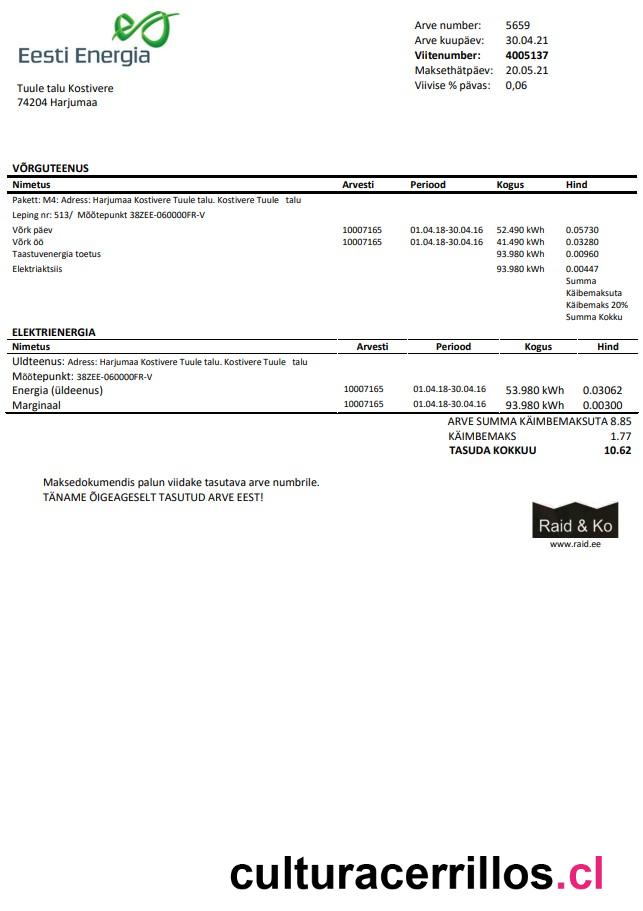 Eesti Energia
Arve number: 5659
Arve kuupäev: 30.04.21
Viitenumber: 4005137
Maksethätpäev: 20.05.21
Viivise % pävas: 0,06
Tuule talu Kostivere
74204 Harjumaa
VÕRGUTEENUS
Nimetus Arvesti Periood Kogus Hind
Pakett: M4: Adress: Harjumaa Kostivere Tuule talu. Kostivere Tuule talu
Leping nr: 513/ Möõtepunkt 38ZEE-060000FR-V
Võrk päev 10007165 01.04.18-30.04.16 52.490 kWh 0.05730
Võrk öö 10007165 01.04.18-30.04.16 41.490 kWh 0.03280
Taastuvenergia toetus 93.980 kWh 0.00960
Elektriaktsiis 93.980 kWh 0.00447
Summa
Käibemaksuta
Käibemaks 20%
Summa Kokku
ELEKTRIENERGIA
Nimetus Arvesti Periood Kogus Hind
Uldteenus: Adress: Harjumaa Kostivere Tuule talu. Kostivere Tuule talu
Möötepunkt: 38ZEE-060000FR-V
Energia (üldeenus) 10007165 01.04.18-30.04.16 53.980 kWh 0.03062
Marginaal 10007165 01.04.18-30.04.16 93.980 kWh 0.00300
ARVE SUMMA KÄIMBEMAKSUTA 8.85
KÄIMBEMAKS 1.77
TASUDA KOKKUU 10.62
Maksedokumendis palun viidake tasutava arve numbrile.
TÄNAME ÕIGEAGESELT TASUTUD ARVE EEST!
Raid & Ko
www.raid.ee
culturacerrillos.cl